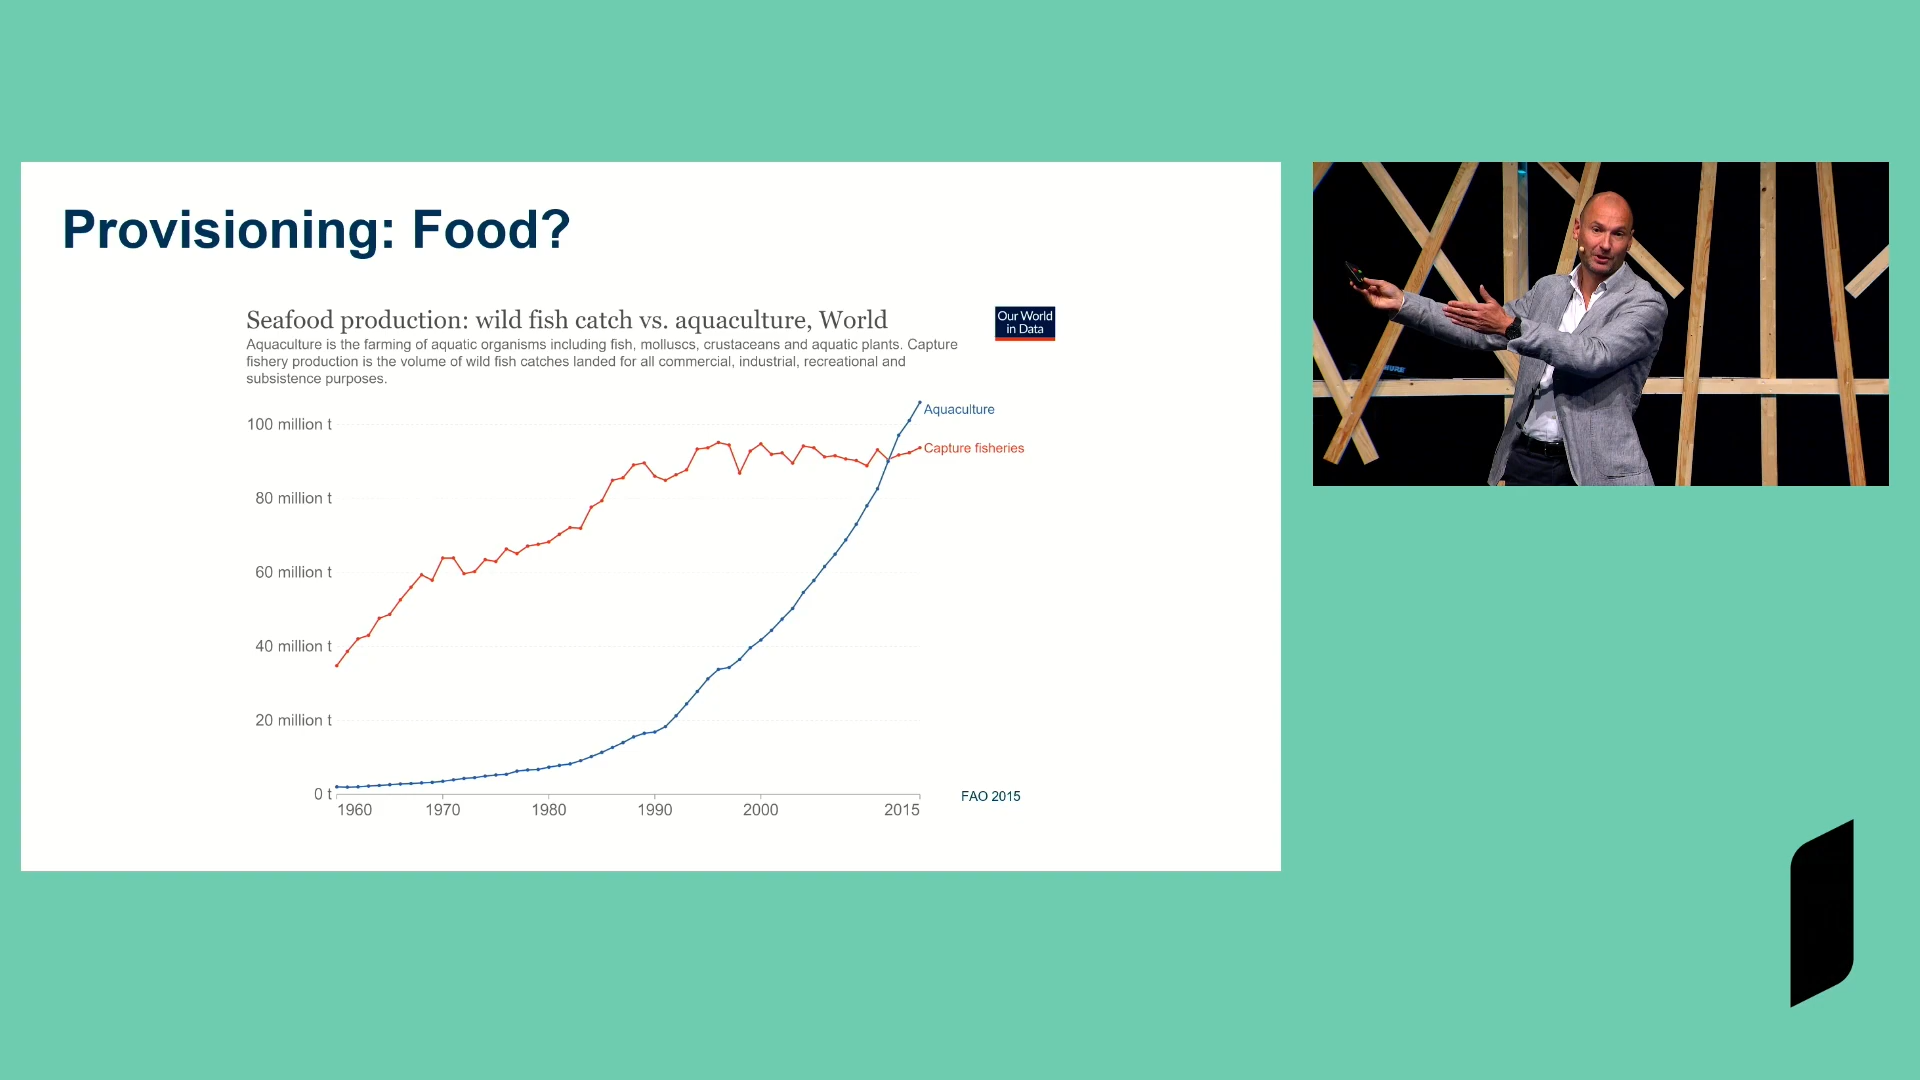 Provisioning: Food?
Seafood production: wild fish catch vs. aquaculture, World
Our World
in Data
Aquaculture is the farming of aquatic organisms including fish, molluscs, crustaceans and aquatic plants. Capture
fishery production is the volume of wild fish catches landed for all commercial, industrial, recreational and
subsistence purposes.
100 million t
80 million t
60 million t
40 million t
20 million t
0 t
Aquaculture
Capture fisheries
1960
1970
1980
1990
2000
2015
FAO 2015